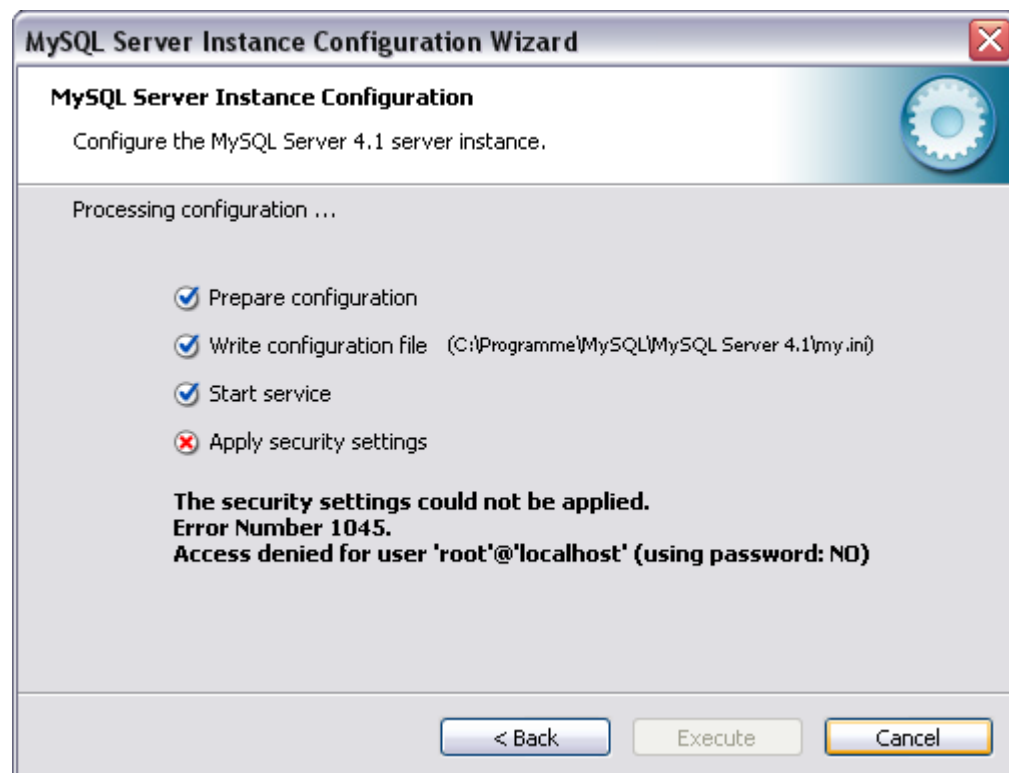 MySQL Server Instance Configuration Wizard
MySQL Server Instance Configuration
Configure the MySQL Server 4.1 server instance.
Processing configuration ...
Prepare configuration
Write configuration file (C:\Programme\MySQL\MySQL Server 4.1\my.ini)
Start service
Apply security settings
The security settings could not be applied.
Error Number 1045.
Access denied for user 'root'@'localhost' (using password: NO)
< Back Execute Cancel